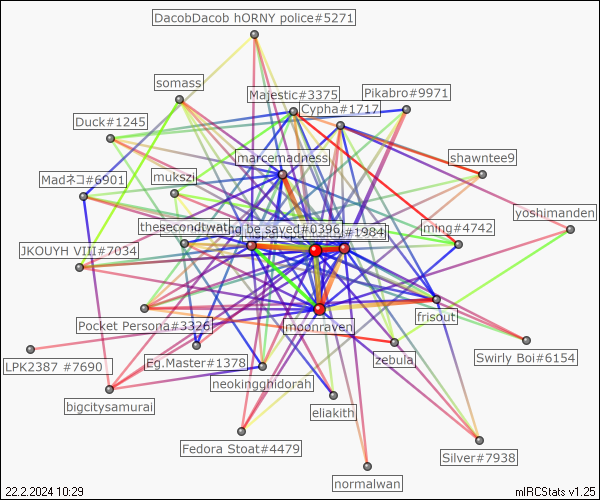 DacobDacob hORNY police#5271
somass
Majestic#3375
Pikabro#9971
Cypha#1717
Duck#1245
marcemadness
shawntee9
Madネコ#6901
mukszi
yoshimanden
thesecondtwat
be saved#0396
#1984
ming#4742
JKOUYH VIII#7034
Pocket Persona#3326
moonraven
frisout
LPK2387 #7690
Eg.Master#1378
zebula
Swirly Boi#6154
neokingghidorah
bigcitysamurai
eliakith
Fedora Stoat#4479
Silver#7938
normalwan
22.2.2024 10:29
mIRCStats v1.25